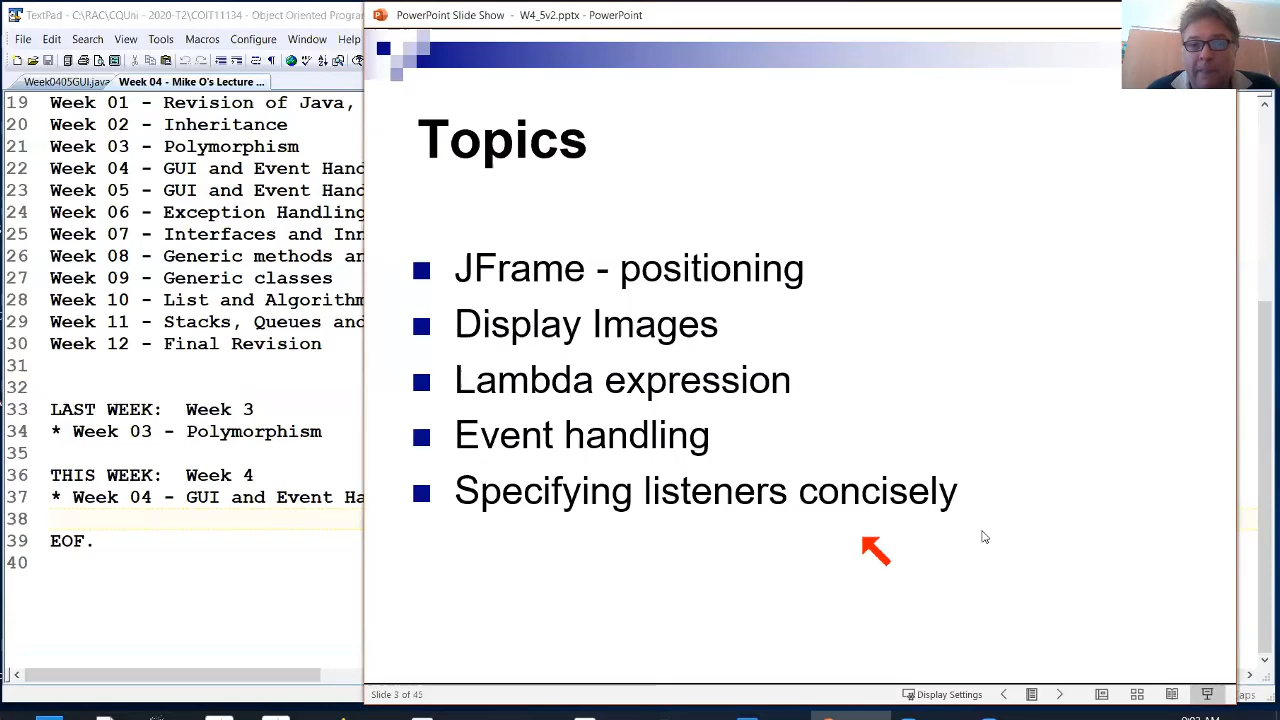 TextPad - C:\RAC\CQUni - 2020-T2\COIT11134 - Object Oriented Progra
File Edit Search View Tools Macros Configure Window
Week0405GUI.java Week 04 - Mike O's Lecture ...
19 Week 01 - Revision of Java,
20 Week 02 - Inheritance
21 Week 03 - Polymorphism
22 Week 04 - GUI and Event Hand
23 Week 05 - GUI and Event Hand
24 Week 06 - Exception Handling
25 Week 07 - Interfaces and Inn
26 Week 08 - Generic methods an
27 Week 09 - Generic classes
28 Week 10 - List and Algorithm
29 Week 11 - Stacks, Queues and
30 Week 12 - Final Revision
31
32
33 LAST WEEK: Week 3
34 * Week 03 - Polymorphism
35
36 THIS WEEK: Week 4
37 * Week 04 - GUI and Event Ha
38
39 EOF.
40
PowerPoint Slide Show - W4_5v2.pptx - PowerPoint
Topics
JFrame - positioning
Display Images
Lambda expression
Event handling
Specifying listeners concisely
Slide 3 of 45
Display Settings
Caps